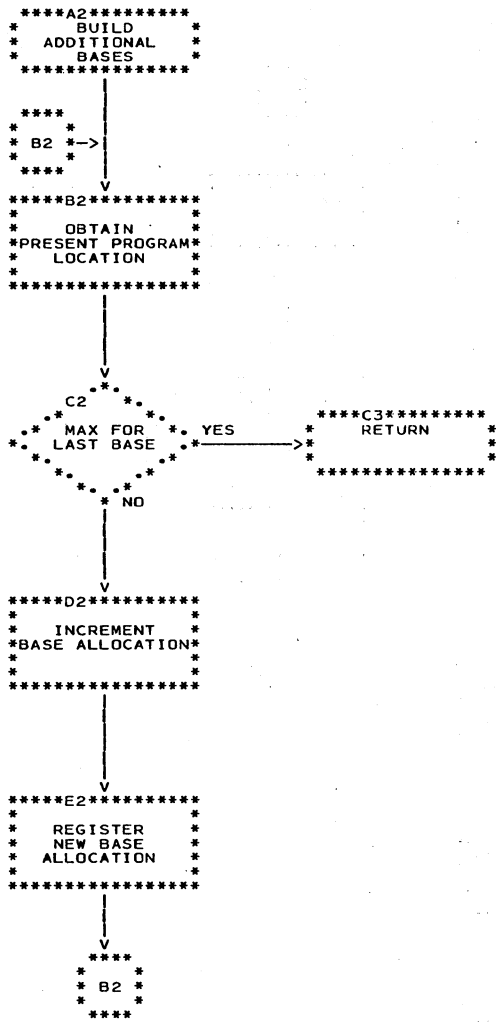 ****A2*********
* BUILD *
* ADDITIONAL *
* BASES *
***************
****
* *
* B2 *->
* *
****
*****B2**********
* *
* OBTAIN *
*PRESENT PROGRAM*
* LOCATION *
* *
*****************
C2
MAX FOR
LAST BASE
YES
****C3*********
* RETURN *
* *
***************
NO
*****D2**********
* *
* INCREMENT *
*BASE ALLOCATION*
* *
* *
*****************
*****E2**********
* *
* REGISTER *
* NEW BASE *
* ALLOCATION *
* *
*****************
****
* *
* B2 *
* *
****